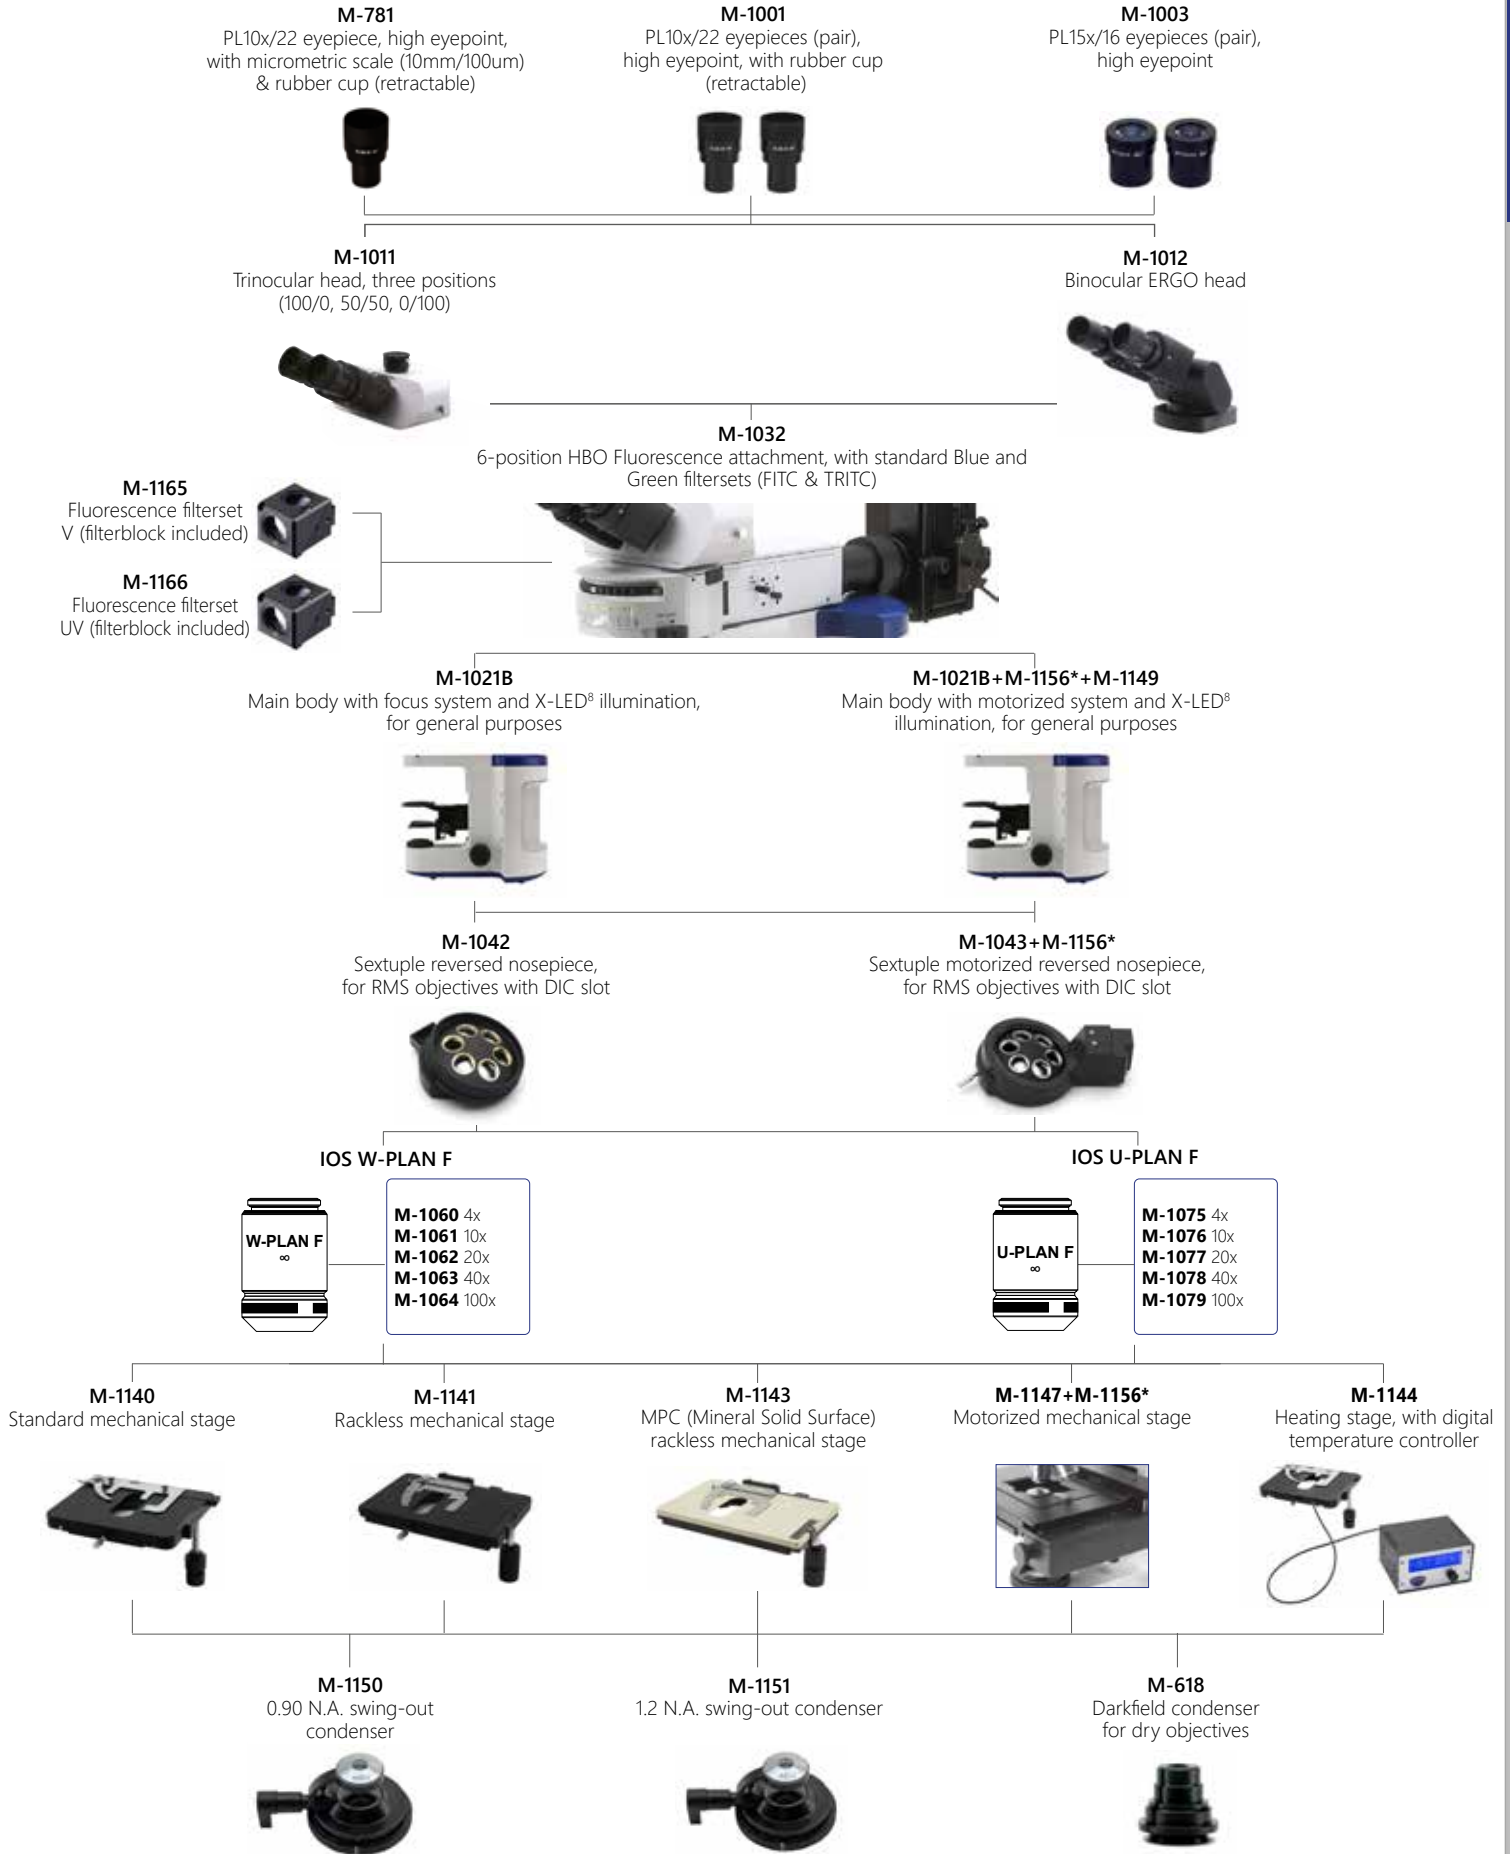 M-781
PL10x/22 eyepiece, high eyepoint,
with micrometric scale (10mm/100um)
& rubber cup (retractable)
M-1001
PL10x/22 eyepieces (pair),
high eyepoint, with rubber cup
(retractable)
M-1003
PL15x/16 eyepieces (pair),
high eyepoint
M-1011
Trinocular head, three positions
(100/0, 50/50, 0/100)
M-1012
Binocular ERGO head
M-1032
6-position HBO Fluorescence attachment, with standard Blue and
Green filtersets (FITC & TRITC)
M-1165
Fluorescence filterset
V (filterblock included)
M-1166
Fluorescence filterset
UV (filterblock included)
M-1021B
Main body with focus system and X-LED⁸ illumination,
for general purposes
M-1021B+M-1156*+M-1149
Main body with motorized system and X-LED⁸
illumination, for general purposes
M-1042
Sextuple reversed nosepiece,
for RMS objectives with DIC slot
M-1043+M-1156*
Sextuple motorized reversed nosepiece,
for RMS objectives with DIC slot
IOS W-PLAN F
W-PLAN F
∞
M-1060 4x
M-1061 10x
M-1062 20x
M-1063 40x
M-1064 100x
IOS U-PLAN F
U-PLAN F
∞
M-1075 4x
M-1076 10x
M-1077 20x
M-1078 40x
M-1079 100x
M-1140
Standard mechanical stage
M-1141
Rackless mechanical stage
M-1143
MPC (Mineral Solid Surface)
rackless mechanical stage
M-1147+M-1156*
Motorized mechanical stage
M-1144
Heating stage, with digital
temperature controller
M-1150
0.90 N.A. swing-out
condenser
M-1151
1.2 N.A. swing-out condenser
M-618
Darkfield condenser
for dry objectives